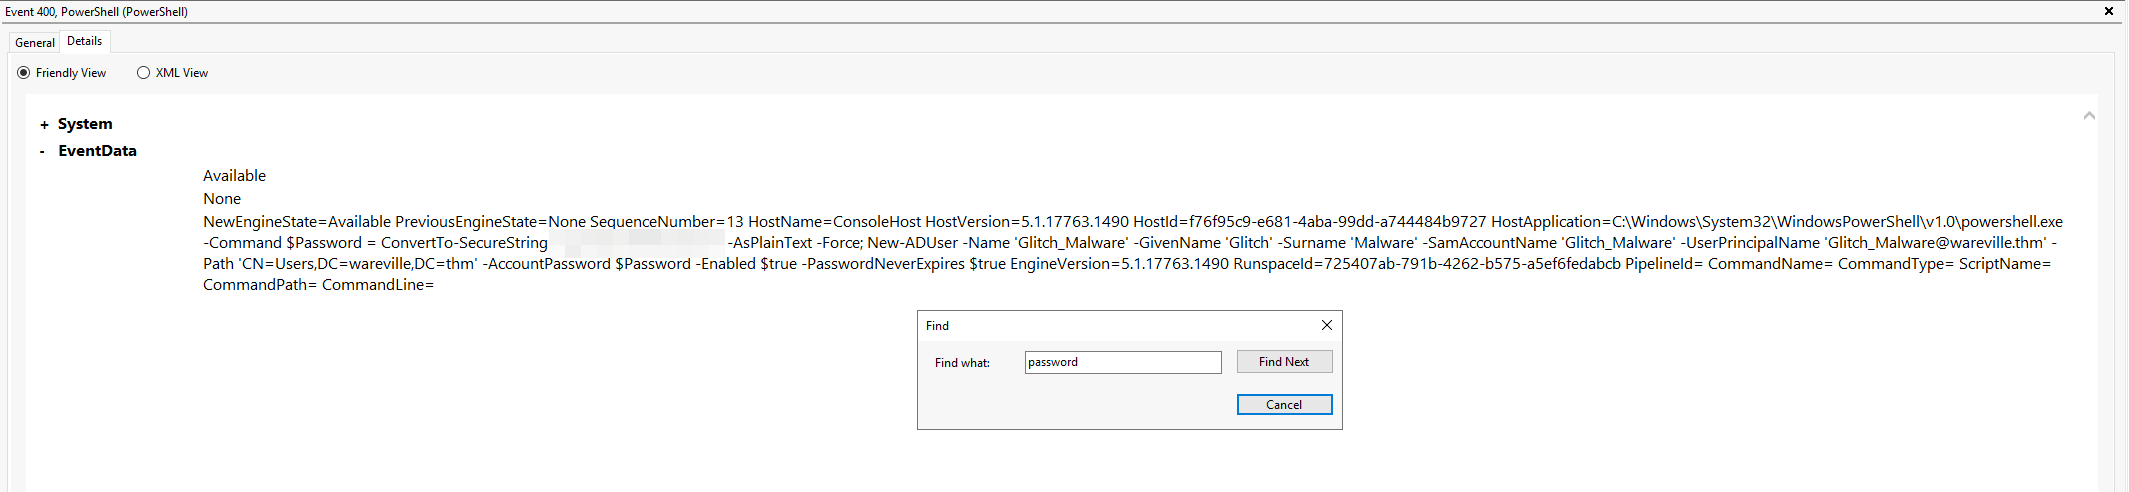 Event 400, PowerShell (PowerShell)
General Details
Friendly View XML View
+ System
- EventData
Available
None
NewEngineState=Available PreviousEngineState=None SequenceNumber=13 HostName=ConsoleHost HostVersion=5.1.17763.1490 HostId=f76f95c9-e681-4aba-99dd-a744484b9727 HostApplication=C:\Windows\System32\WindowsPowerShell\v1.0\powershell.exe
-Command $Password = ConvertTo-SecureString -AsPlainText -Force; New-ADUser -Name 'Glitch_Malware' -GivenName 'Glitch' -Surname 'Malware' -SamAccountName 'Glitch_Malware' -UserPrincipalName 'Glitch_Malware@wareville.thm' -
Path 'CN=Users,DC=wareville,DC=thm' -AccountPassword $Password -Enabled $true -PasswordNeverExpires $true EngineVersion=5.1.17763.1490 RunspaceId=725407ab-791b-4262-b575-a5ef6fedabcb PipelineId= CommandName= CommandType= ScriptName=
CommandPath= CommandLine=
Find
Find what: password Find Next
Cancel